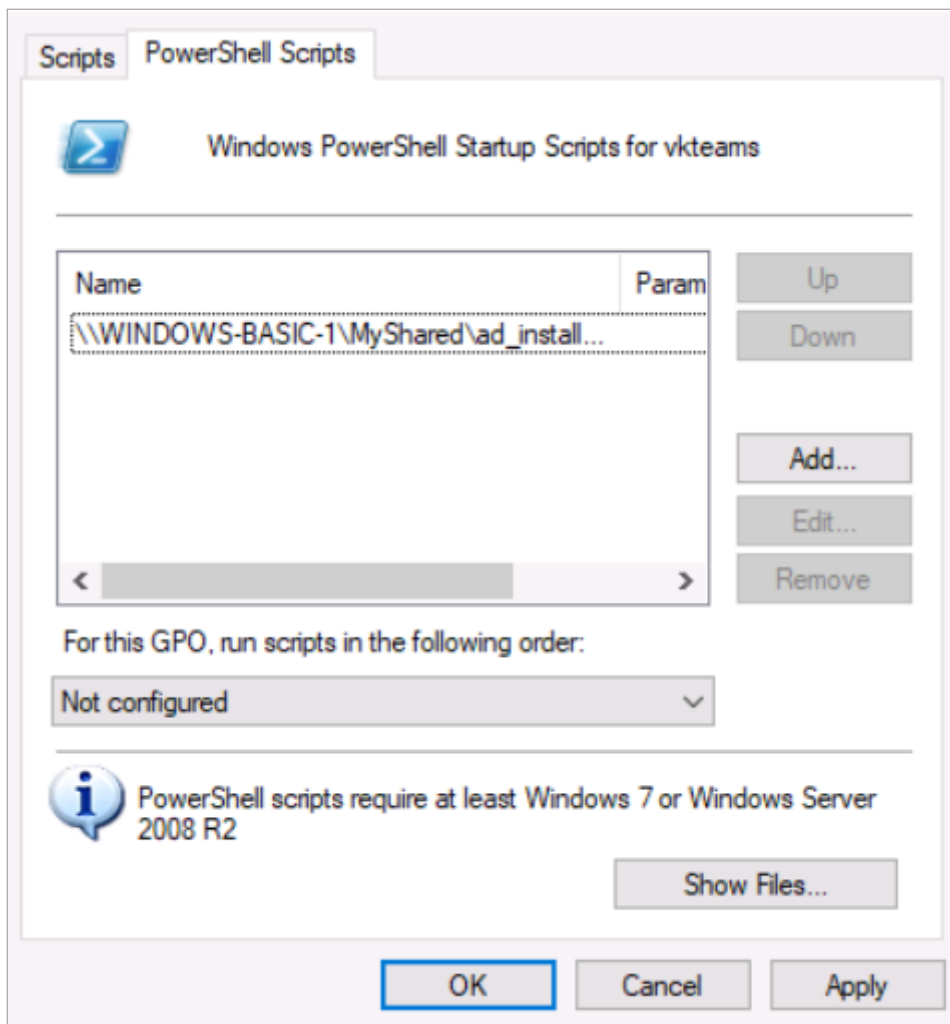 Scripts PowerShell Scripts
Windows PowerShell Startup Scripts for vkteams
Name Param
\\WINDOWS-BASIC-1\MyShared\ad_install...
Up
Down
Add...
Edit...
Remove
For this GPO, run scripts in the following order:
Not configured
PowerShell scripts require at least Windows 7 or Windows Server
2008 R2
Show Files...
OK Cancel Apply